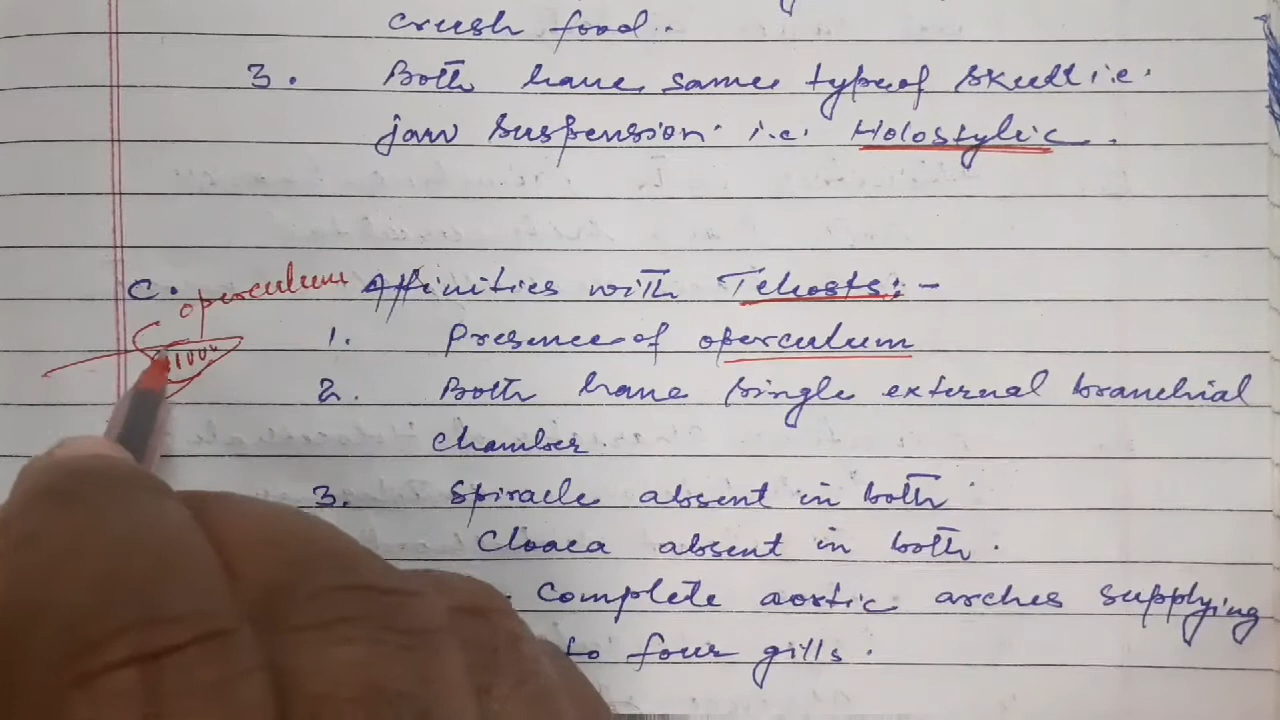 crush food.
3. Both have same type of skull i.e.
jaw suspension i.e. Holostylic.
C. operculum Affinities with Teleosts:-
1. Presence of operculum
2. Both have single external branchial
chamber.
3. Spiracle absent in both
Cloaca absent in both.
complete aortic arches supplying
to four gills.